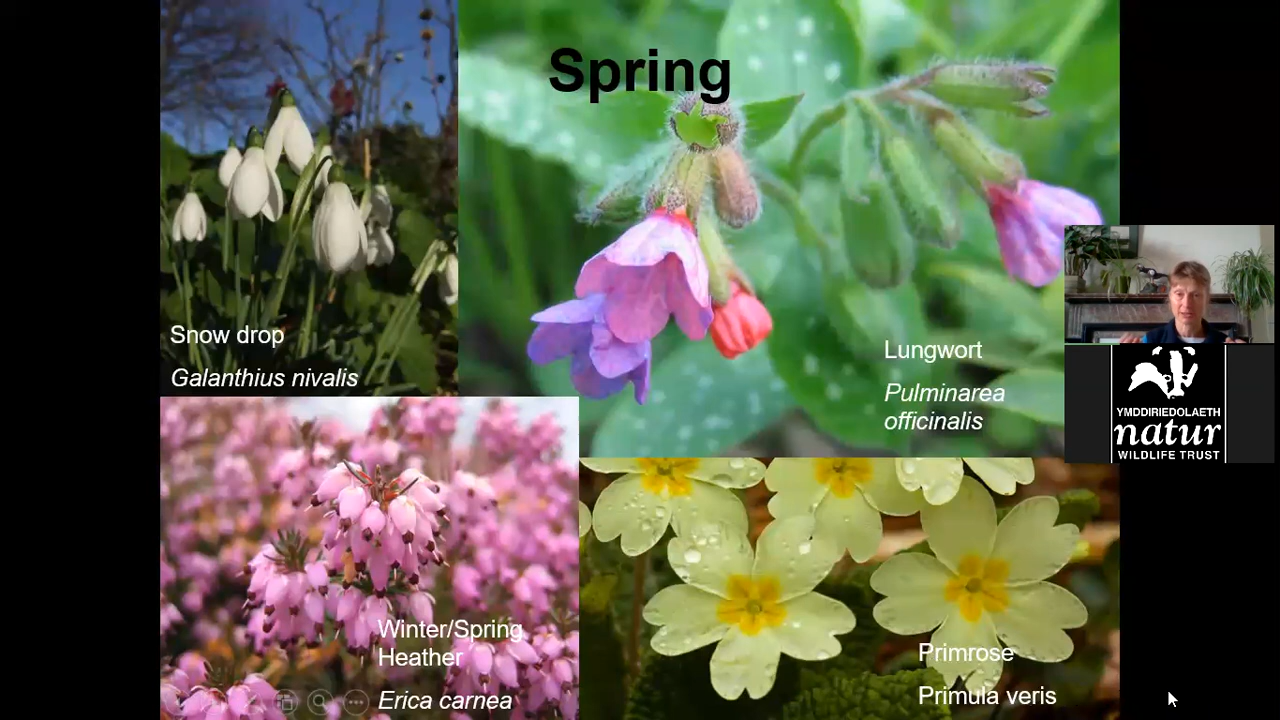 Spring
Snow drop
Galanthius nivalis
Lungwort
Pulminarea
officinalis
Winter/Spring
Heather
Erica carnea
Primrose
Primula veris
YMDDIRIEDOLAETH
natur
WILDLIFE TRUST